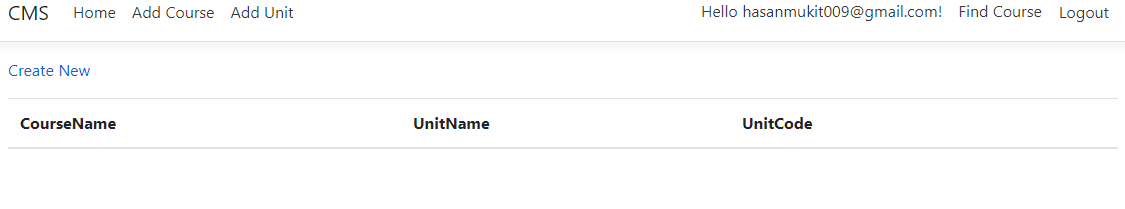 CMS Home Add Course Add Unit Hello hasanmukit009@gmail.com! Find Course Logout
Create New
CourseName UnitName UnitCode